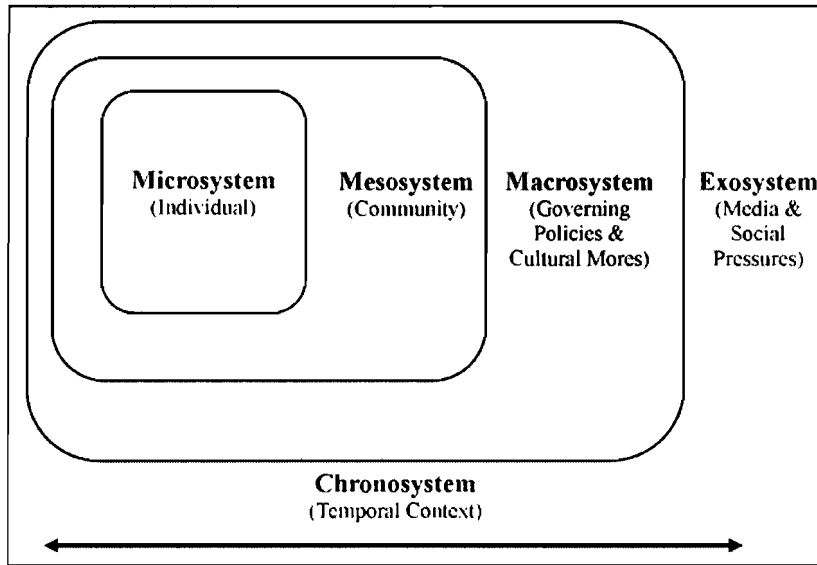 Microsystem
(Individual)
Mesosystem
(Community)
Macrosystem
(Governing
Policies &
Cultural Mores)
Exosystem
(Media &
Social
Pressures)
Chronosystem
(Temporal Context)